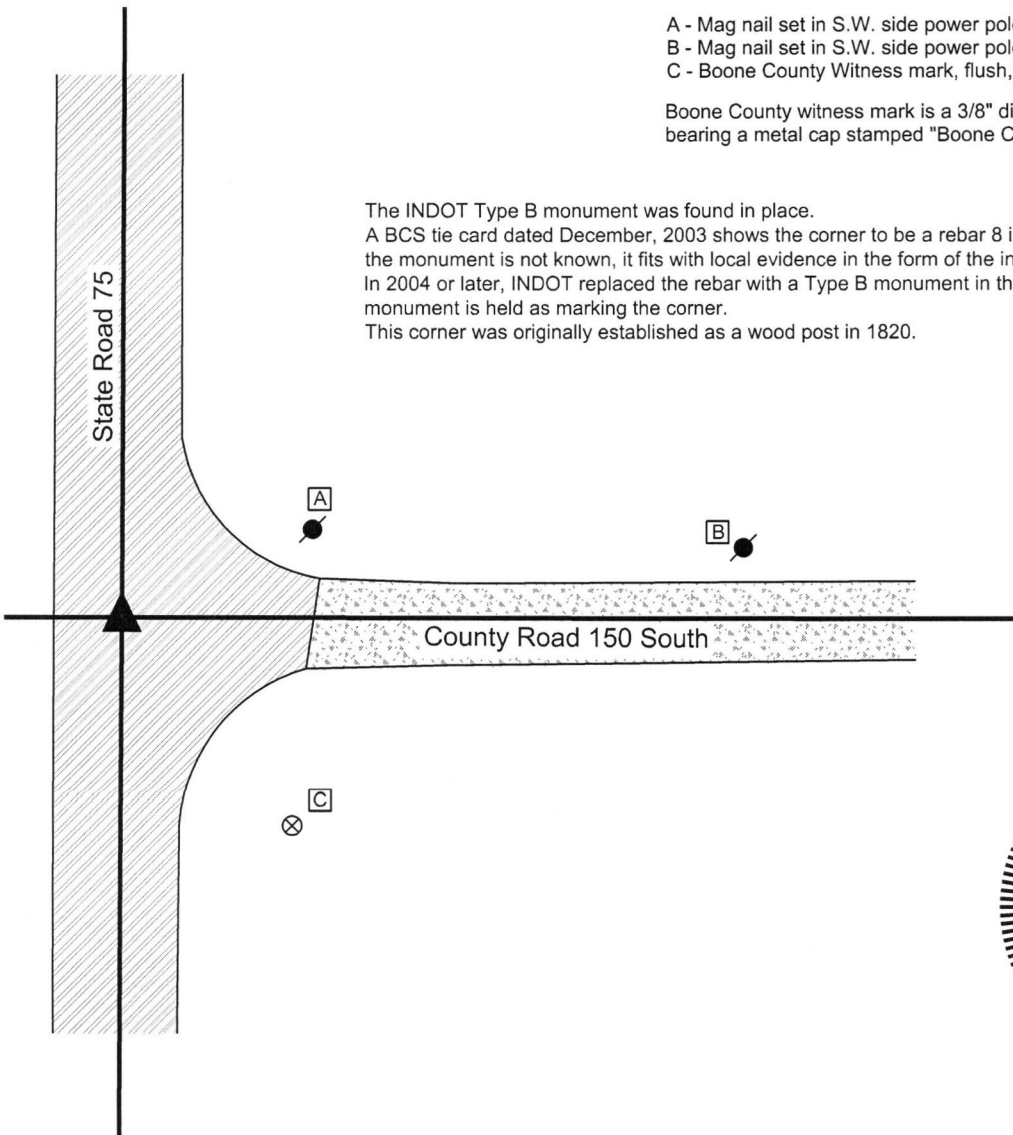 A - Mag nail set in S.W. side power pol
B - Mag nail set in S.W. side power pol
C - Boone County Witness mark, flush,
Boone County witness mark is a 3/8" di
bearing a metal cap stamped "Boone C
The INDOT Type B monument was found in place.
A BCS tie card dated December, 2003 shows the corner to be a rebar 8 i
the monument is not known, it fits with local evidence in the form of the in
In 2004 or later, INDOT replaced the rebar with a Type B monument in th
monument is held as marking the corner.
This corner was originally established as a wood post in 1820.
State Road 75
A
B
County Road 150 South
C